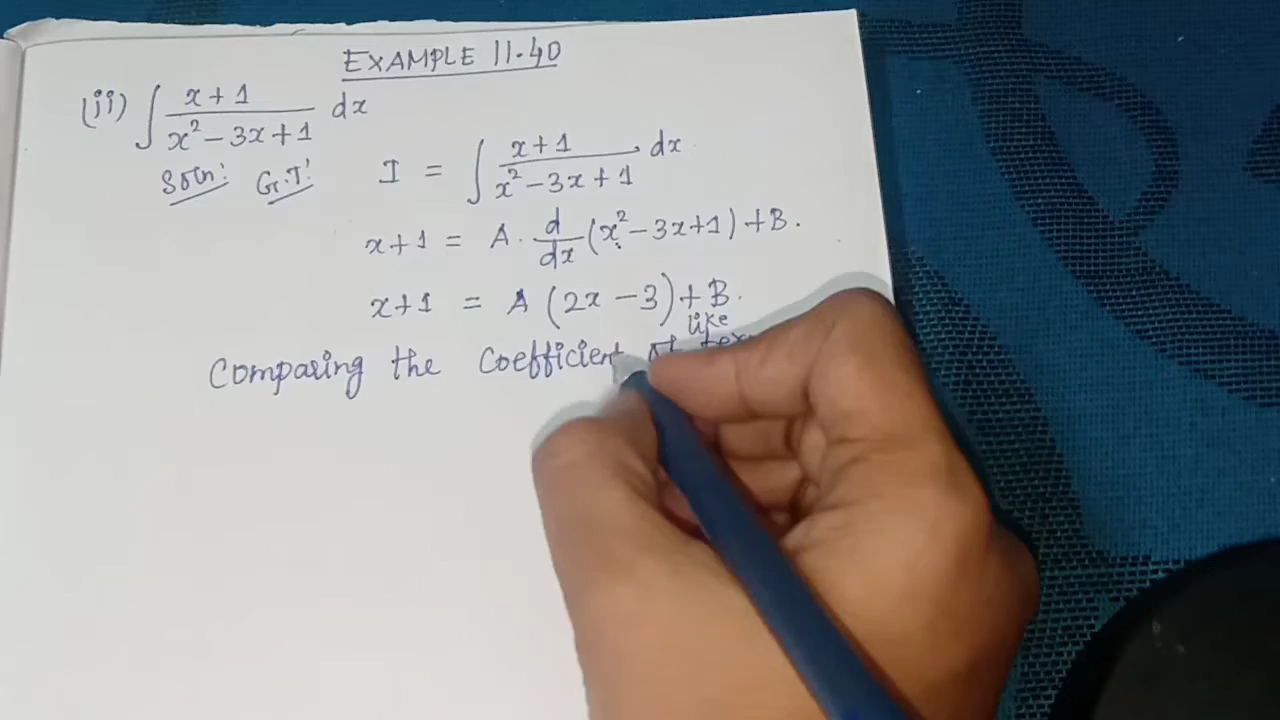 EXAMPLE 11.40
(ii) ∫ x+1 / x² - 3x + 1 dx
Soln: G.T: I = ∫ x+1 / x² - 3x + 1 dx
x+1 = A. d/dx (x² - 3x + 1) + B.
x+1 = A (2x - 3) + B.
like
Comparing the Coefficient of